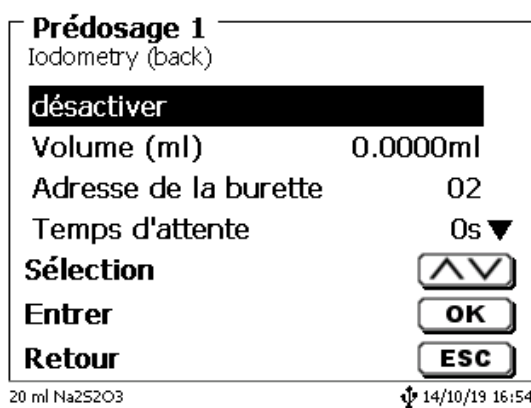 Prédosage 1
Iodometry (back)
désactiver
Volume (ml) 0.0000ml
Adresse de la burette 02
Temps d'attente 0s
Sélection
Entrer OK
Retour ESC
20 ml Na2S2O3 14/10/19 16:54